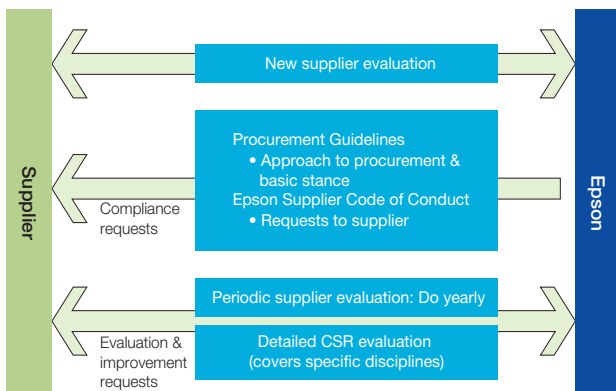 Supplier
New supplier evaluation
Procurement Guidelines
• Approach to procurement &
basic stance
Epson Supplier Code of Conduct
• Requests to supplier
Compliance
requests
Periodic supplier evaluation: Do yearly
Detailed CSR evaluation
(covers specific disciplines)
Evaluation &
improvement
requests
Epson